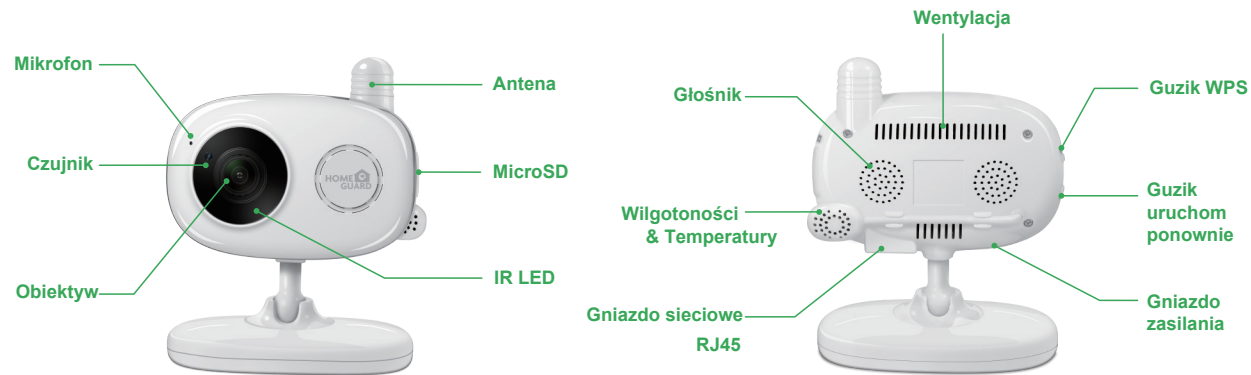 Mikrofon
Czujnik
Obiektyw
Antena
MicroSD
IR LED
HOME
GUARD
Wentylacja
Głośnik
Wilgotoności
& Temperatury
Gniazdo sieciowe
RJ45
Guzik WPS
Guzik
uruchom
ponownie
Gniazdo
zasilania